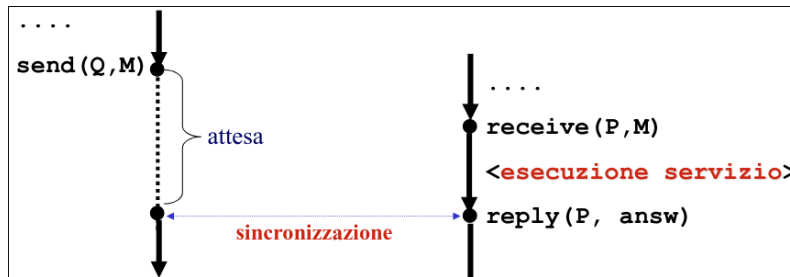 . . . .
send(Q,M)
. . . .
attesa
receive(P,M)
<esecuzione servizio>
reply(P, answ)
sincronizzazione